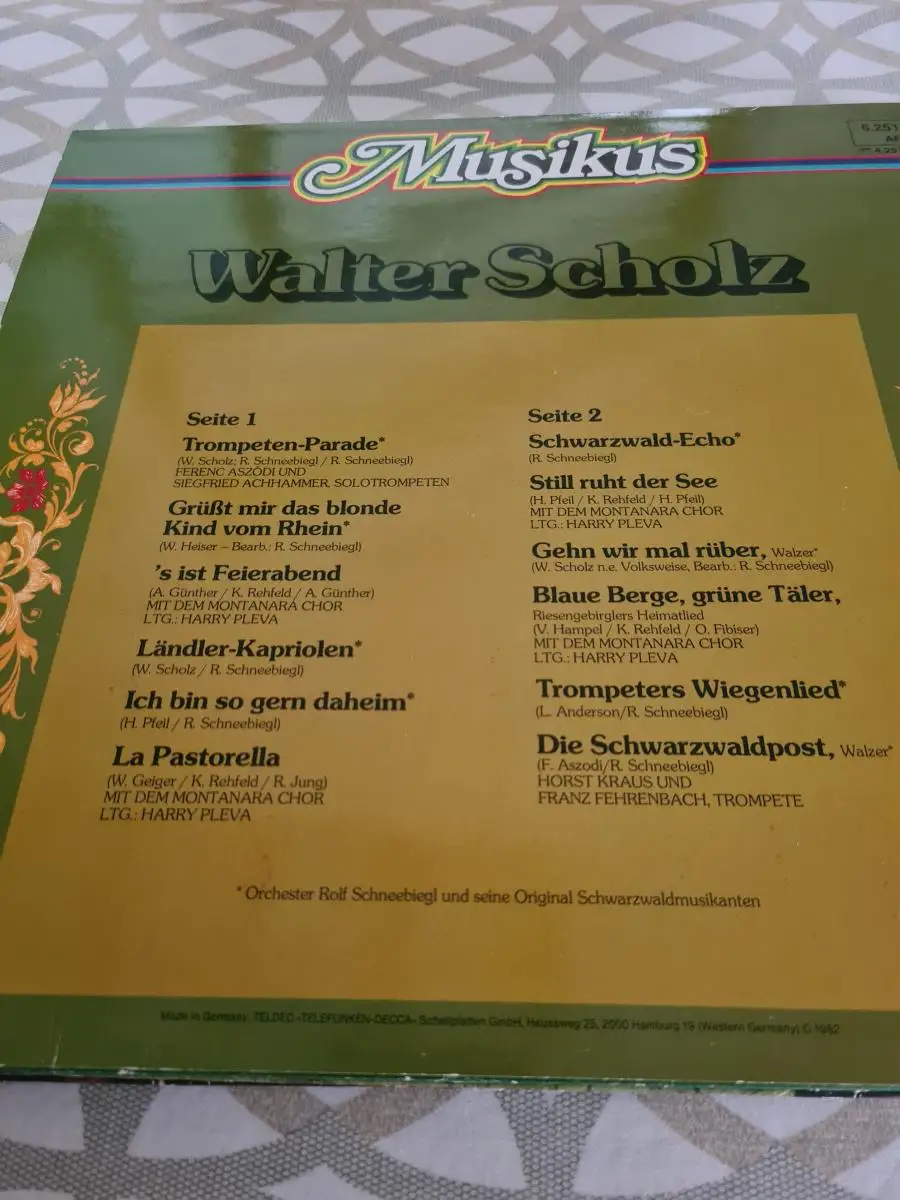 Musikus
6.251
Walter Scholz
Seite 1
Trompeten-Parade*
(W. Scholz; R. Schneebiegl / R. Schneebiegl)
FERENC ASZÓDI UND
SIEGFRIED ACHHAMMER, SOLOTROMPETEN
Grüßt mir das blonde
Kind vom Rhein*
(W. Heiser – Bearb.: R. Schneebiegl)
's ist Feierabend
(A. Günther / K. Rehfeld / A. Günther)
MIT DEM MONTANARA CHOR
LTG.: HARRY PLEVA
Ländler-Kapriolen*
(W. Scholz / R. Schneebiegl)
Ich bin so gern daheim*
(H. Pfeil / R. Schneebiegl)
La Pastorella
(W. Geiger / K. Rehfeld / R. Jung)
MIT DEM MONTANARA CHOR
LTG.: HARRY PLEVA
Seite 2
Schwarzwald-Echo*
(R. Schneebiegl)
Still ruht der See
(H. Pfeil / K. Rehfeld / H. Pfeil)
MIT DEM MONTANARA CHOR
LTG.: HARRY PLEVA
Gehn wir mal rüber, Walzer*
(W. Scholz n.e. Volksweise, Bearb.: R. Schneebiegl)
Blaue Berge, grüne Täler,
Riesengebirglers Heimatlied
(V. Hampel / K. Rehfeld / O. Fibiser)
MIT DEM MONTANARA CHOR
LTG.: HARRY PLEVA
Trompeters Wiegenlied*
(L. Anderson/R. Schneebiegl)
Die Schwarzwaldpost, Walzer*
(F. Aszodi/R. Schneebiegl)
HORST KRAUS UND
FRANZ FEHRENBACH, TROMPETE
*Orchester Rolf Schneebiegl und seine Original Schwarzwaldmusikanten
Made in Germany: TELDEC »TELEFUNKEN-DECCA« Schallplatten GmbH, Heussweg 25, 2000 Hamburg 19 (Western Germany) © 1982